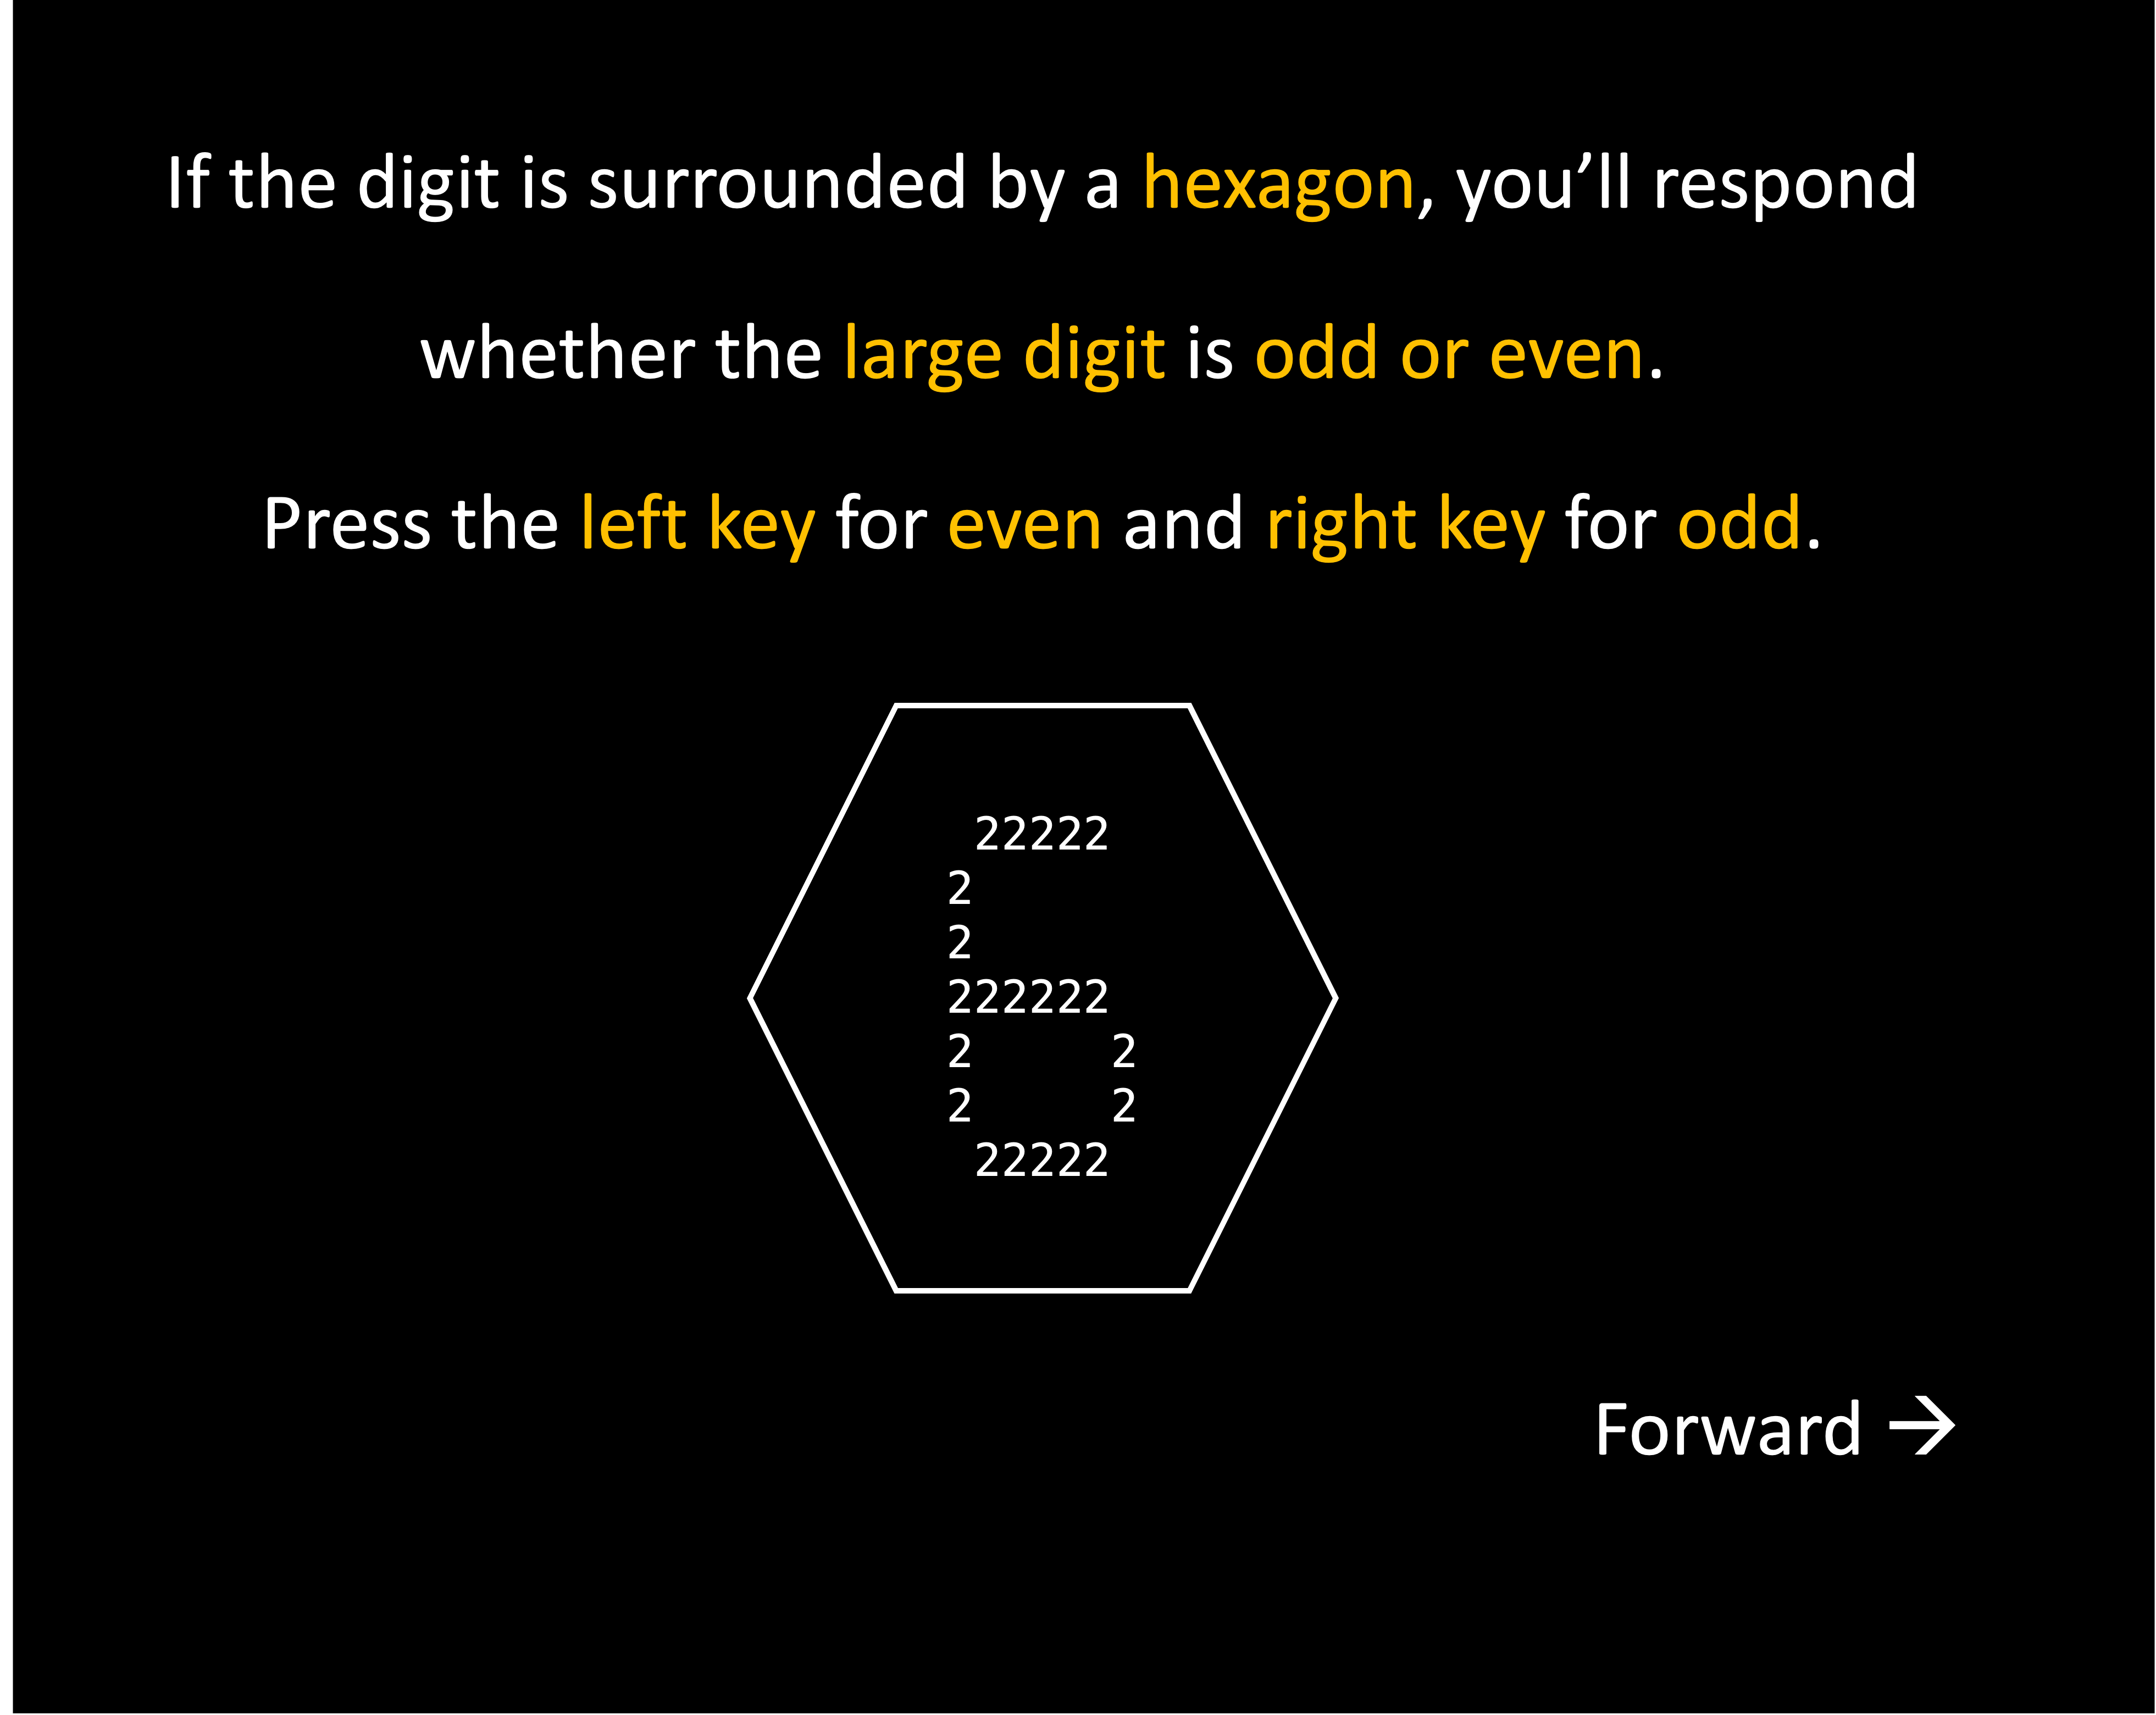 If the digit is surrounded by a hexagon, you’ll respond
whether the large digit is odd or even.
Press the left key for even and right key for odd.
22222
2
2
222222
2 2
2 2
22222
Forward →